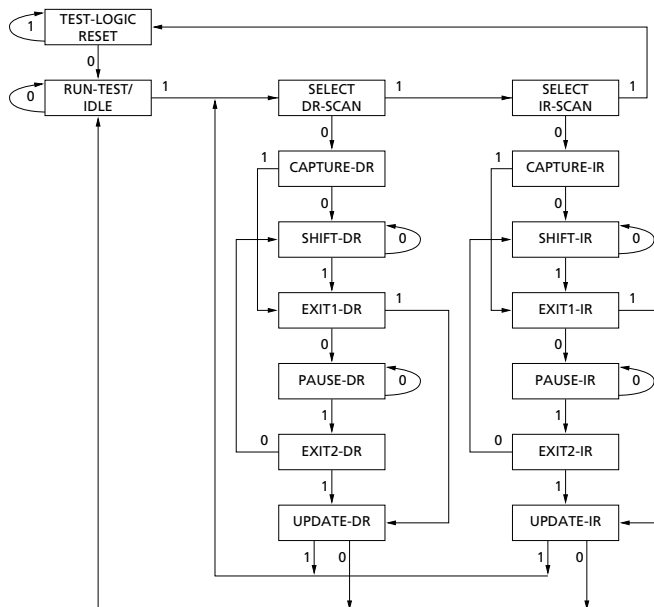 TEST-LOGIC
RESET
1
0
RUN-TEST/
IDLE
0
1
SELECT
DR-SCAN
1
SELECT
IR-SCAN
1
0
0
1
CAPTURE-DR
1
CAPTURE-IR
0
0
SHIFT-DR
0
SHIFT-IR
0
1
1
EXIT1-DR
1
EXIT1-IR
1
0
0
PAUSE-DR
0
PAUSE-IR
0
1
1
0
EXIT2-DR
0
EXIT2-IR
1
1
UPDATE-DR
UPDATE-IR
1
0
1
0